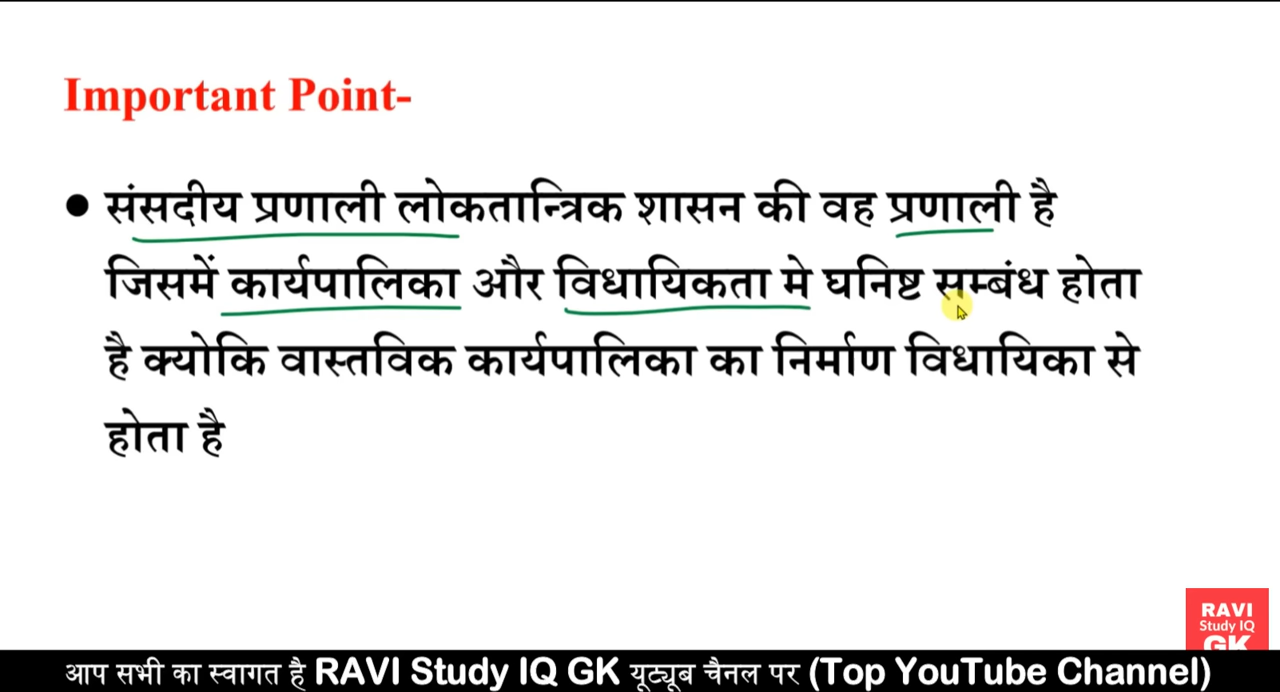 Important Point-
● संसदीय प्रणाली लोकतान्त्रिक शासन की वह प्रणाली है
जिसमें कार्यपालिका और विधायिकता मे घनिष्ट सम्बंध होता
है क्योकि वास्तविक कार्यपालिका का निर्माण विधायिका से
होता है
RAVI
Study IQ
GK
आप सभी का स्वागत है RAVI Study IQ GK यूट्यूब चैनल पर (Top YouTube Channel)